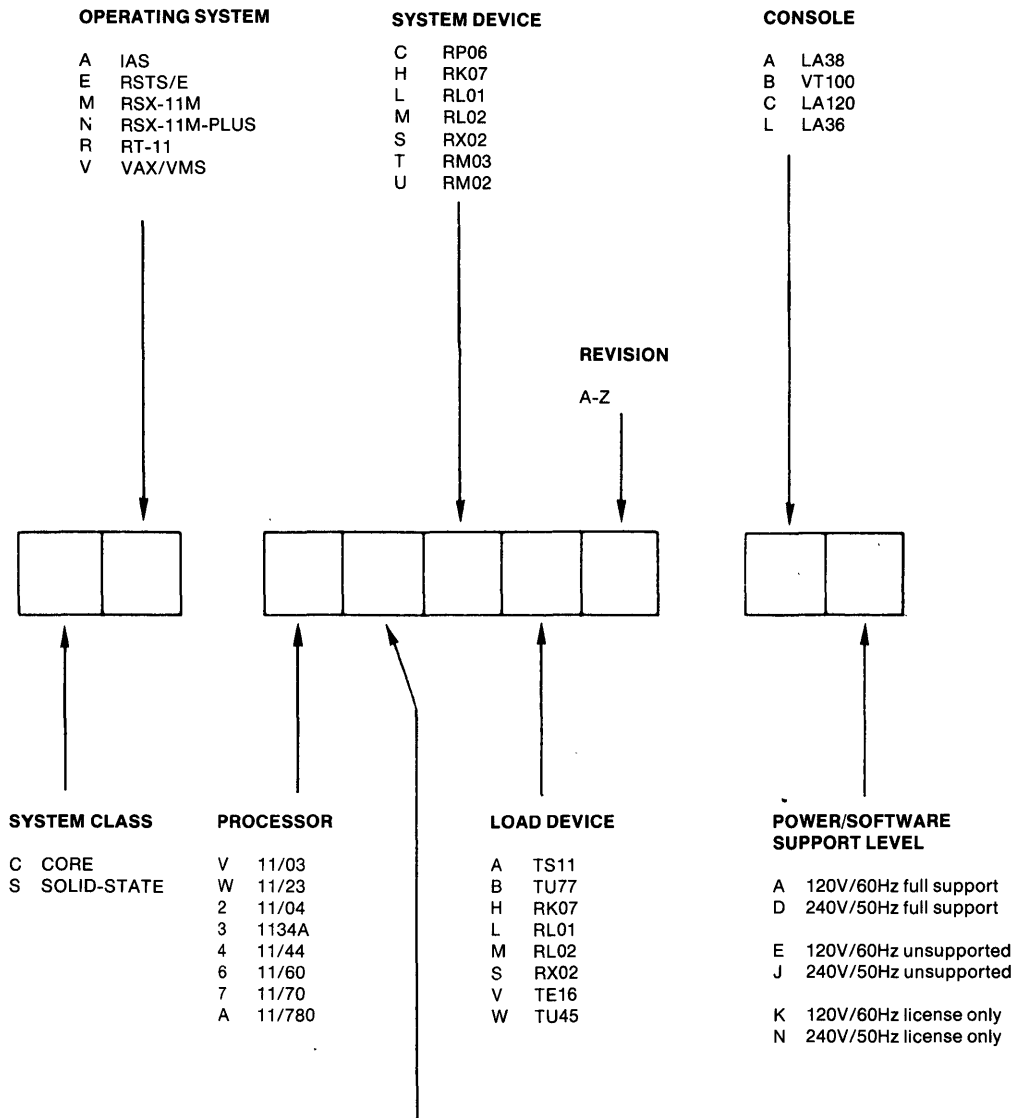 OPERATING SYSTEM
A IAS
E RSTS/E
M RSX-11M
N RSX-11M-PLUS
R RT-11
V VAX/VMS
SYSTEM DEVICE
C RP06
H RK07
L RL01
M RL02
S RX02
T RM03
U RM02
CONSOLE
A LA38
B VT100
C LA120
L LA36
REVISION
A-Z
SYSTEM CLASS
C CORE
S SOLID-STATE
PROCESSOR
V 11/03
W 11/23
2 11/04
3 1134A
4 11/44
6 11/60
7 11/70
A 11/780
LOAD DEVICE
A TS11
B TU77
H RK07
L RL01
M RL02
S RX02
V TE16
W TU45
POWER/SOFTWARE
SUPPORT LEVEL
A 120V/60Hz full support
D 240V/50Hz full support
E 120V/60Hz unsupported
J 240V/50Hz unsupported
K 120V/60Hz license only
N 240V/50Hz license only